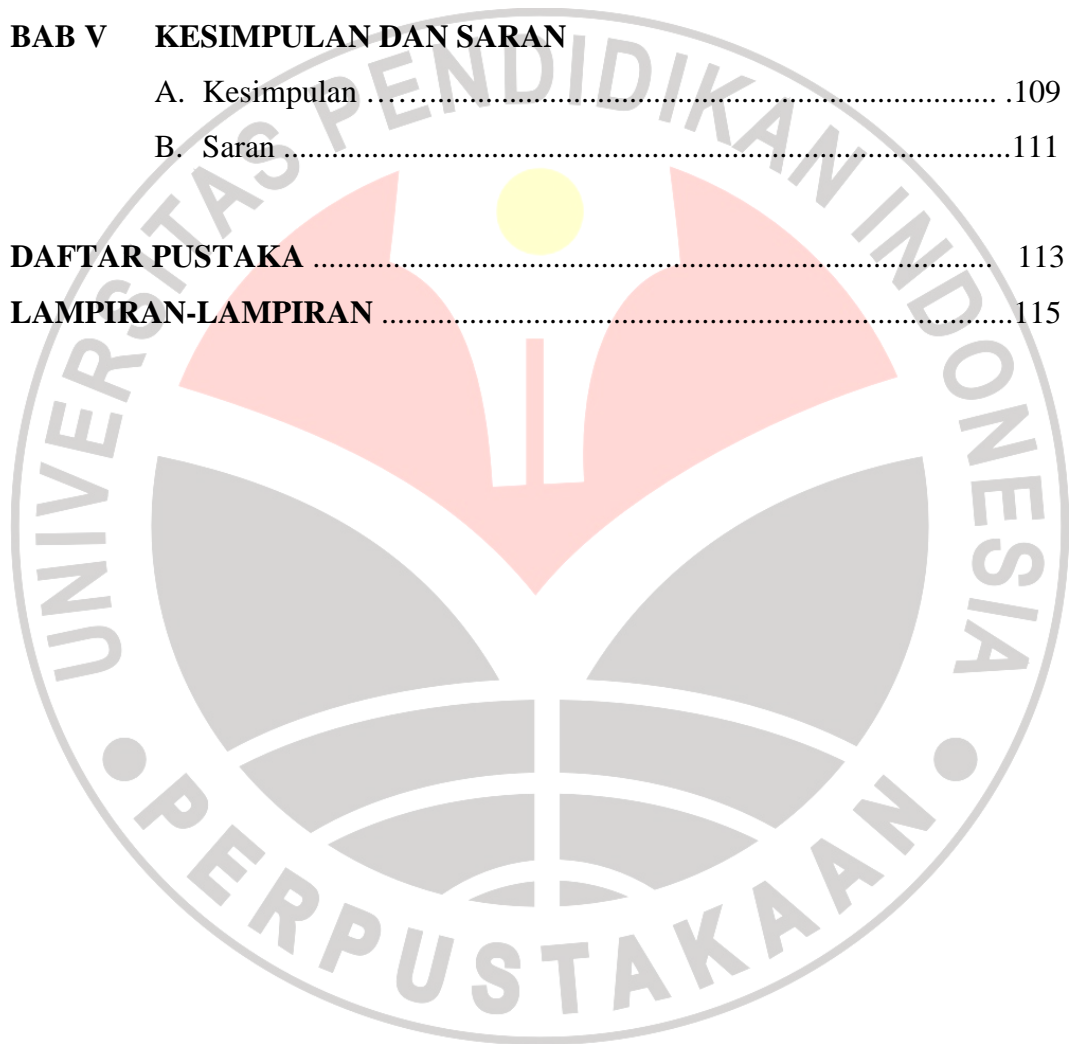 BAB V KESIMPULAN DAN SARAN
A. Kesimpulan ……......................................................................... .109
B. Saran ..............................................................................................111
DAFTAR PUSTAKA ........................................................................................ 113
LAMPIRAN-LAMPIRAN .................................................................................115
UNIVERSITAS PENDIDIKAN INDONESIA
PERPUSTAKAAN